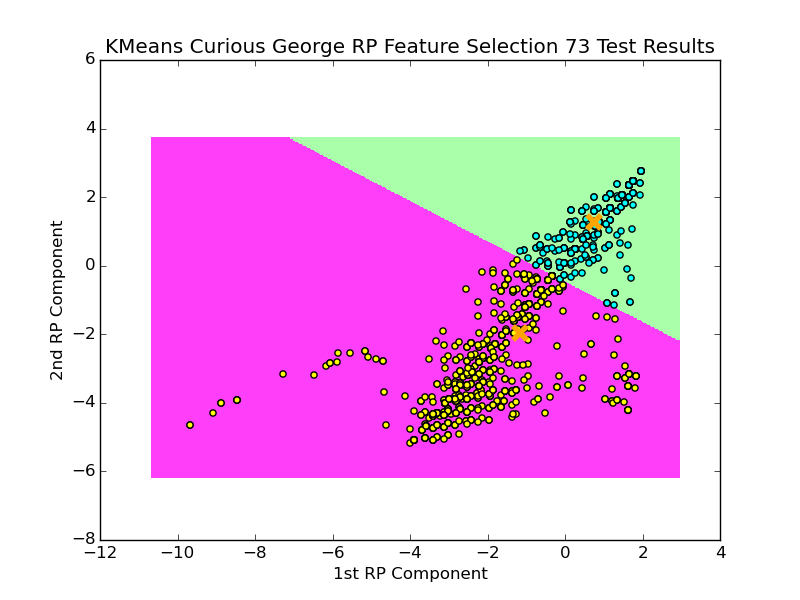 KMeans Curious George RP Feature Selection 73 Test Results
6
4
2
0
−2
−4
−6
−8
2nd RP Component
−12 −10 −8 −6 −4 −2 0 2 4
1st RP Component